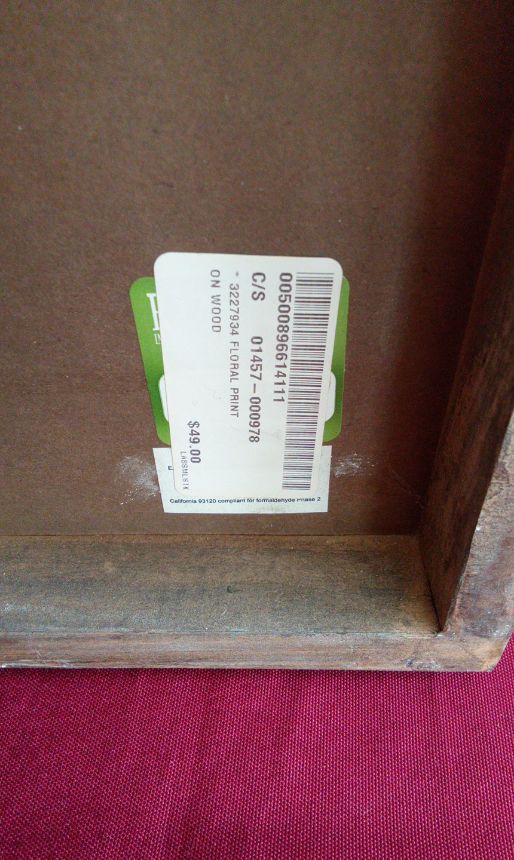 00500896614111
C/S 01457-000978
* 3227934 FLORAL PRINT
ON WOOD
$49.00
California 93120 compliant for formaldehyde Phase 2